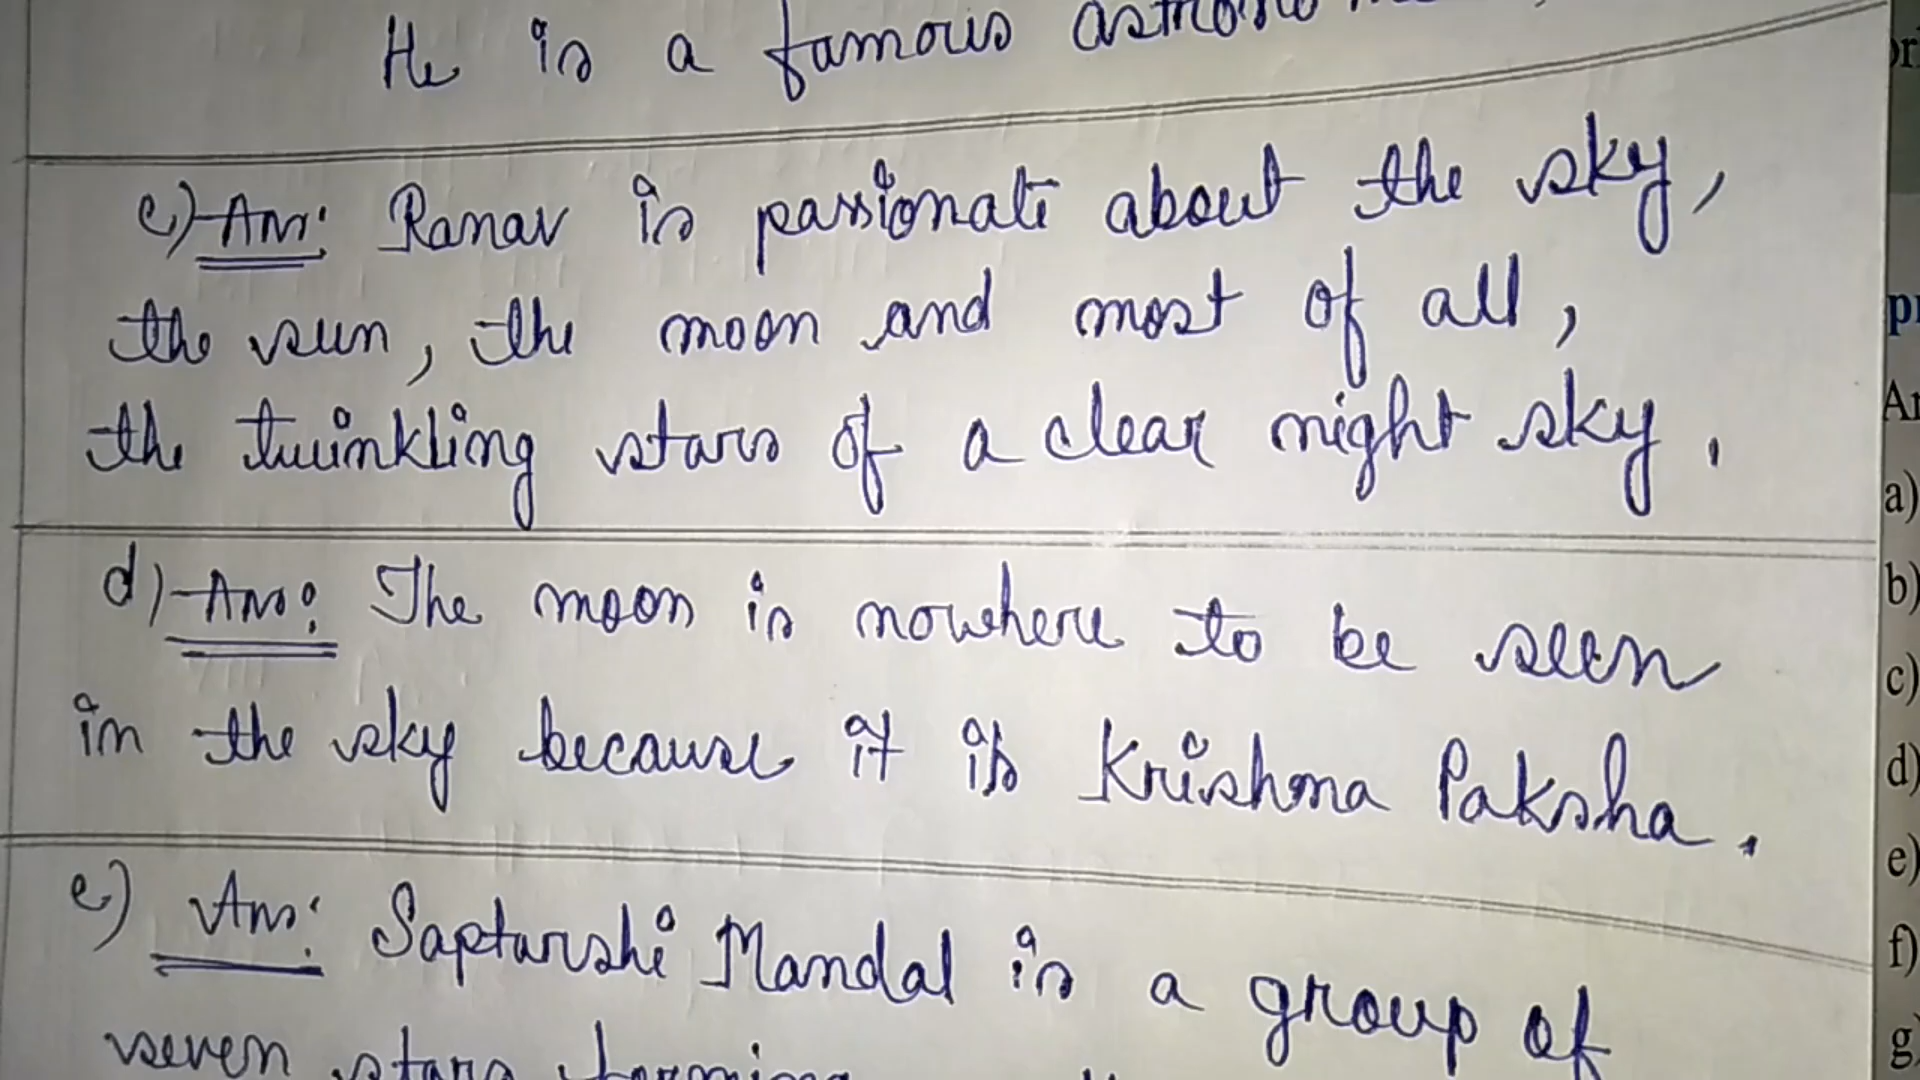 He is a famous
c) Ans: Ranav is passionate about the sky,
the sun, the moon and most of all,
the twinkling stars of a clear night sky.
d) Ans: The moon is nowhere to be seen
in the sky because it is Krishna Paksha.
e) Ans: Saptarshi Mandal is a group of
seven stars forming
a)
b)
c)
d)
e)
f)
g)